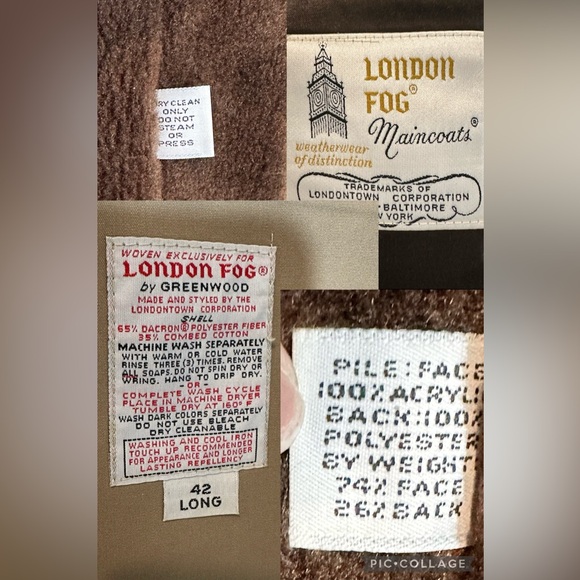 RY CLEAN
ONLY
DO NOT
STEAM
OR
PRESS
LONDON
FOG®
Maincoats®
weatherwear
of distinction
TRADEMARKS OF
LONDONTOWN CORPORATION
BALTIMORE
YORK
WOVEN EXCLUSIVELY FOR
LONDON FOG®
by GREENWOOD
MADE AND STYLED BY THE
LONDONTOWN CORPORATION
SHELL
65% DACRON® POLYESTER FIBER
35% COMBED COTTON
MACHINE WASH SEPARATELY
WITH WARM OR COLD WATER
RINSE THREE (3) TIMES. REMOVE
ALL SOAPS. DO NOT SPIN DRY OR
WRING. HANG TO DRIP DRY.
-OR-
COMPLETE WASH CYCLE
PLACE IN MACHINE DRYER
TUMBLE DRY AT 160° F
WASH DARK COLORS SEPARATELY
DO NOT USE BLEACH
DRY CLEANABLE
WASHING AND COOL IRON
TOUCH UP RECOMMENDED
FOR APPEARANCE AND LONGER
LASTING REPELLENCY
42
LONG
PILE: FACE
100% ACRYL
BACK: 100%
POLYESTER
BY WEIGHT
74% FACE
26% BACK
PIC•COLLAGE